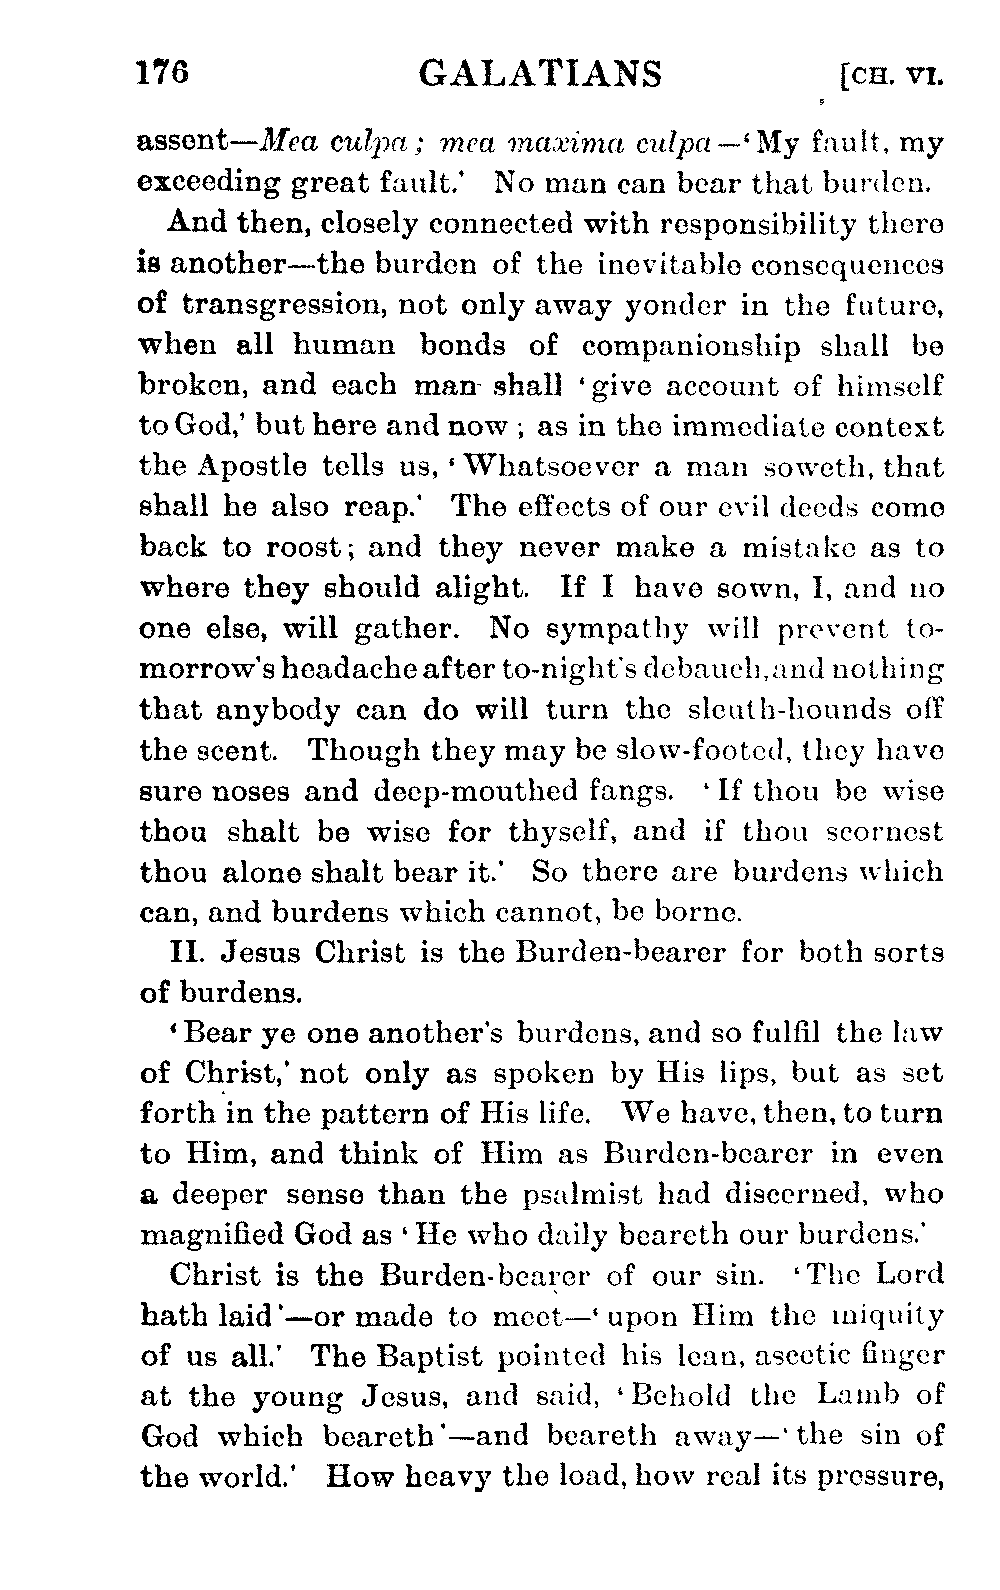 176 GALATIANS [CH. VI.
assent—Mea culpa; mea maxima culpa—‘My fault, my
exceeding great fault.’ No man can bear that burden.
And then, closely connected with responsibility there
is another—the burden of the inevitable consequences
of transgression, not only away yonder in the future,
when all human bonds of companionship shall be
broken, and each man shall ‘give account of himself
to God,’ but here and now; as in the immediate context
the Apostle tells us, ‘Whatsoever a man soweth, that
shall he also reap.’ The effects of our evil deeds come
back to roost; and they never make a mistake as to
where they should alight. If I have sown, I, and no
one else, will gather. No sympathy will prevent to-
morrow's headache after to-night's debauch, and nothing
that anybody can do will turn the sleuth-hounds off
the scent. Though they may be slow-footed, they have
sure noses and deep-mouthed fangs. ‘If thou be wise
thou shalt be wise for thyself, and if thou scornest
thou alone shalt bear it.’ So there are burdens which
can, and burdens which cannot, be borne.
II. Jesus Christ is the Burden-bearer for both sorts
of burdens.
‘Bear ye one another's burdens, and so fulfil the law
of Christ,’ not only as spoken by His lips, but as set
forth in the pattern of His life. We have, then, to turn
to Him, and think of Him as Burden-bearer in even
a deeper sense than the psalmist had discerned, who
magnified God as ‘He who daily beareth our burdens.’
Christ is the Burden-bearer of our sin. ‘The Lord
hath laid’—or made to meet—‘upon Him the iniquity
of us all.’ The Baptist pointed his lean, ascetic finger
at the young Jesus, and said, ‘Behold the Lamb of
God which beareth’—and beareth away—‘the sin of
the world.’ How heavy the load, how real its pressure,